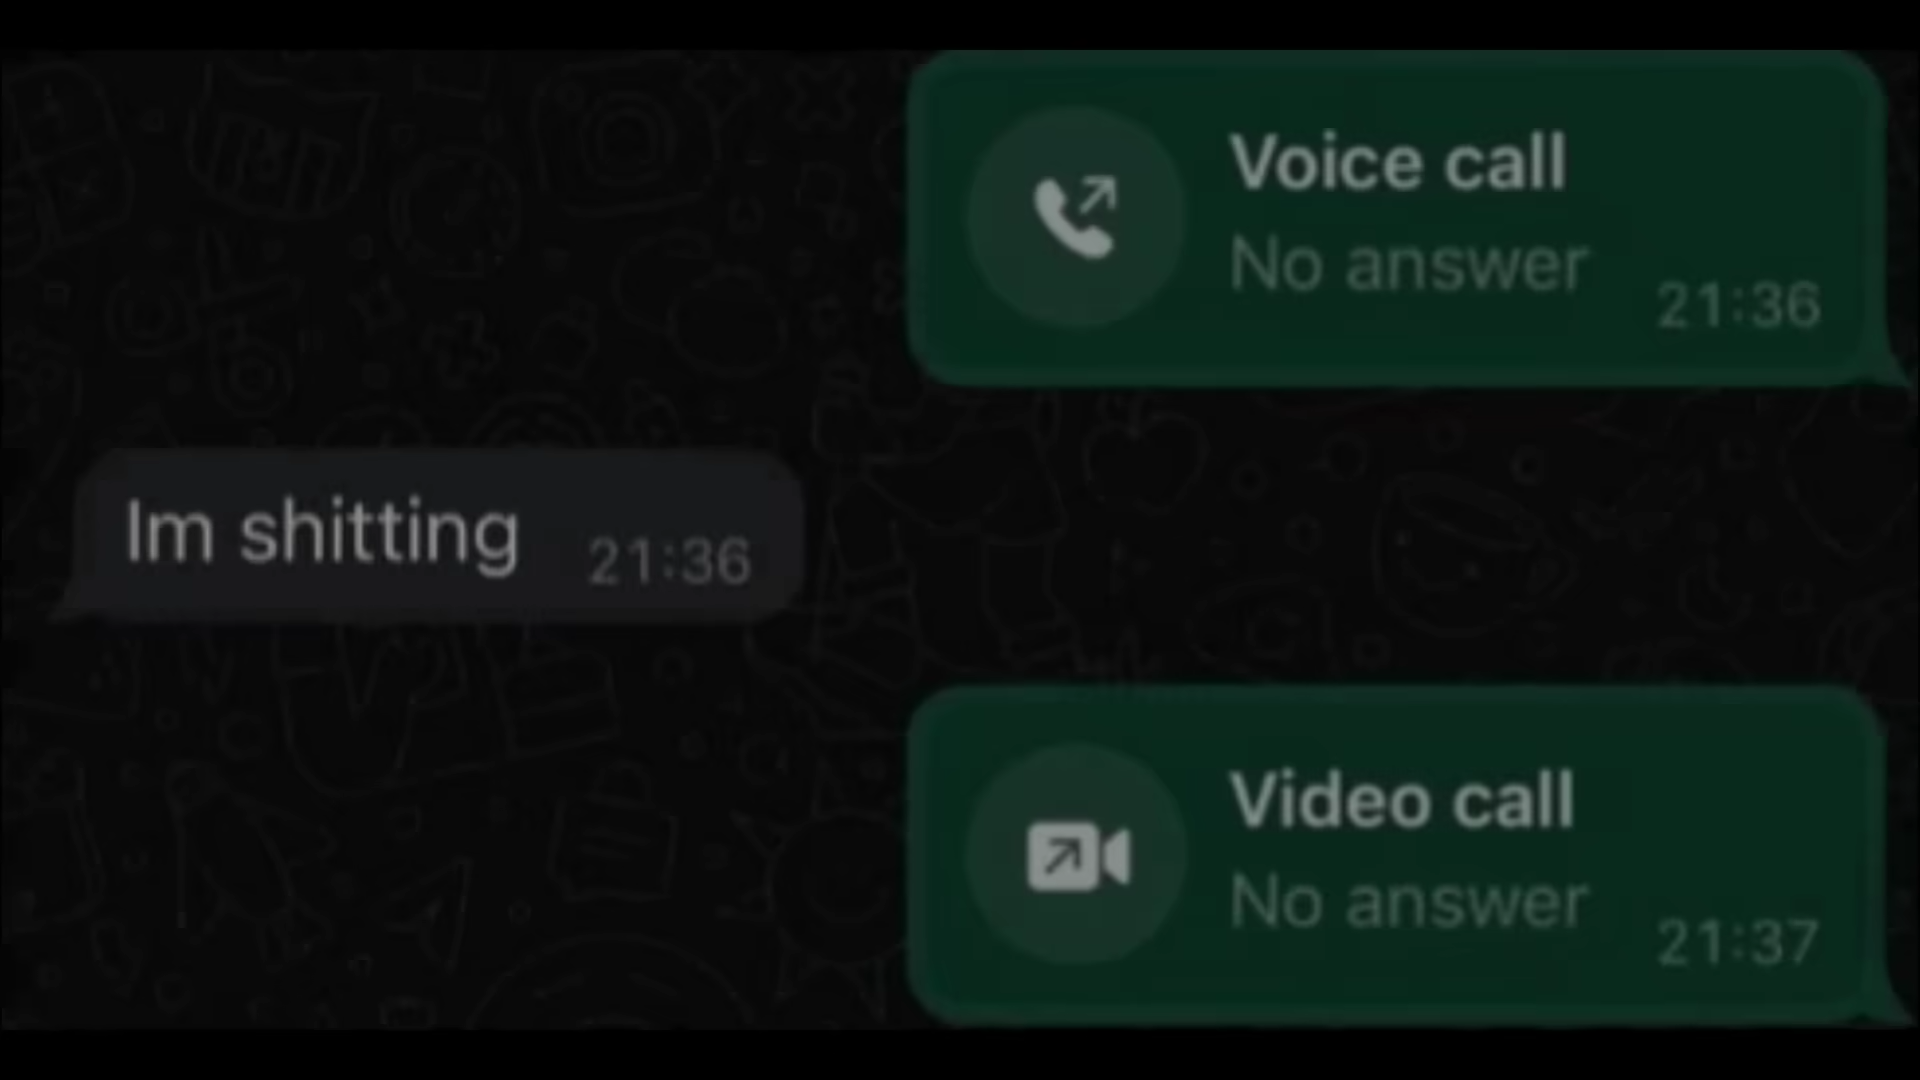 Voice call
No answer
21:36
Im shitting
21:36
Video call
No answer
21:37